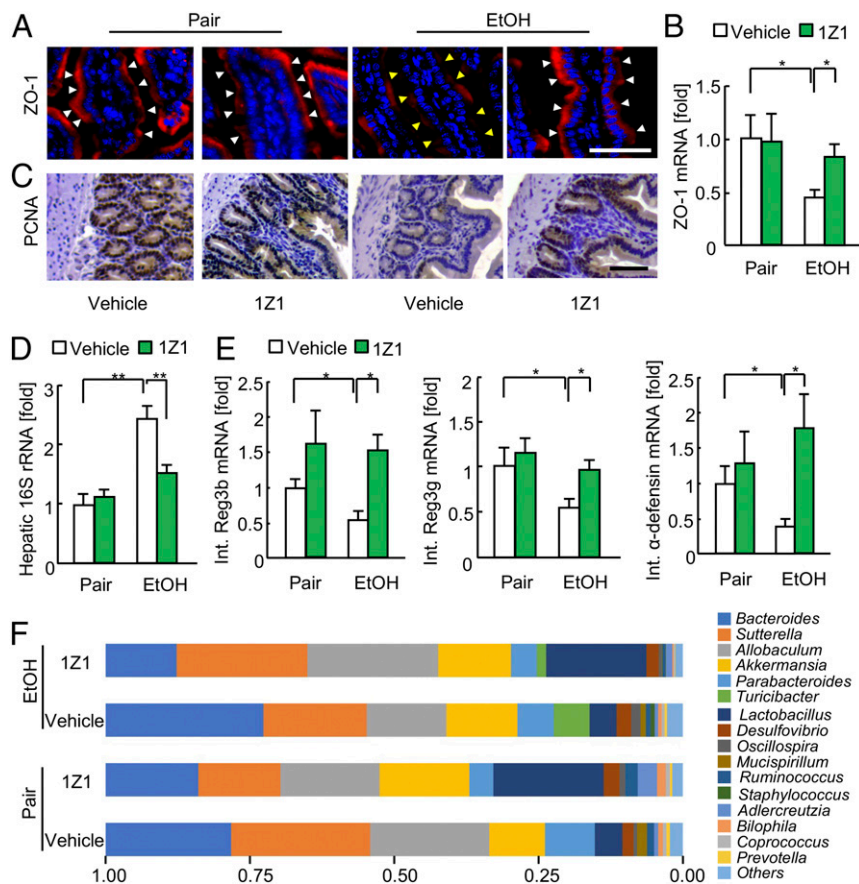 A Pair EtOH
ZO-1
B Vehicle 1Z1
* *
ZO-1 mRNA [fold]
1.5
1.0
0.5
0
Pair EtOH
C
PCNA
Vehicle 1Z1 Vehicle 1Z1
D Vehicle 1Z1
** **
Hepatic 16S rRNA [fold]
3
2
1
0
Pair EtOH
E Vehicle 1Z1
* *
Int. Reg3b mRNA [fold]
2.5
2
1.5
1
0.5
0
Pair EtOH
* *
Int. Reg3g mRNA [fold]
2
1.5
1
0.5
0
Pair EtOH
* *
Int. α-defensin mRNA [fold]
2.5
2
1.5
1
0.5
0
Pair EtOH
F
EtOH
1Z1
Vehicle
Pair
1Z1
Vehicle
1.00 0.75 0.50 0.25 0.00
Bacteroides
Sutterella
Allobaculum
Akkermansia
Parabacteroides
Turicibacter
Lactobacillus
Desulfovibrio
Oscillospira
Mucispirillum
Ruminococcus
Staphylococcus
Adlercreutzia
Bilophila
Coprococcus
Prevotella
Others